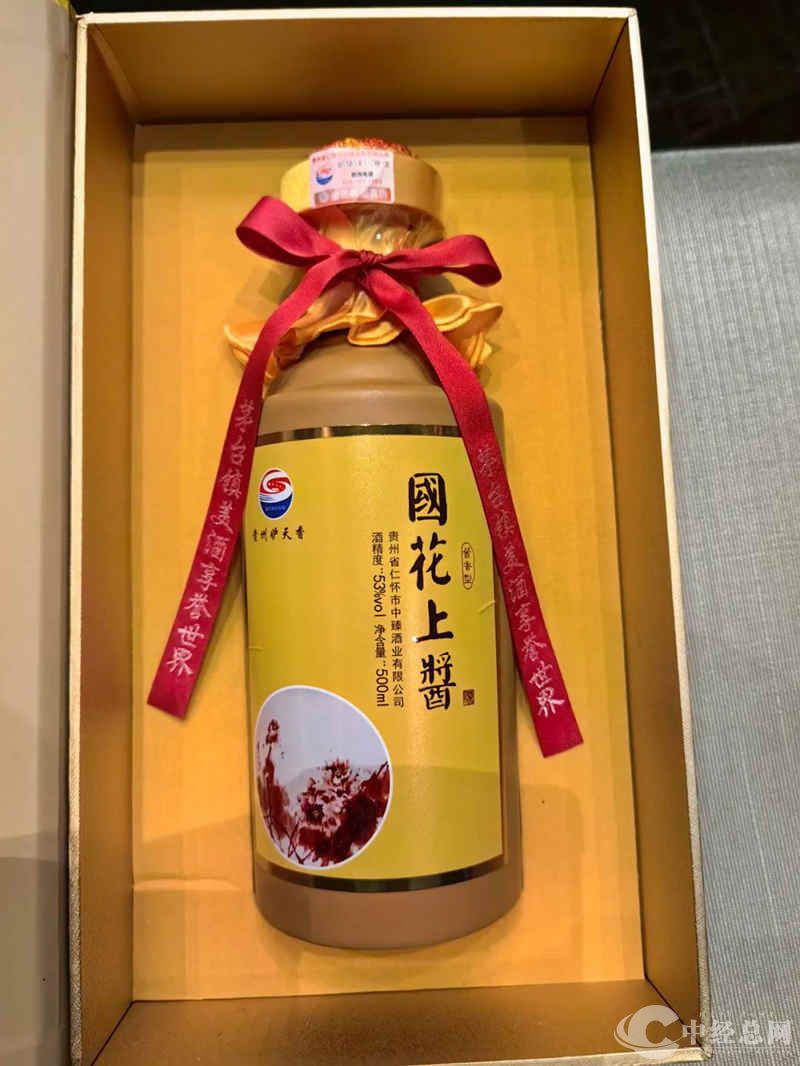 茅台镇美酒享誉世界
茅台镇美酒享誉世界
贵州驴天香
國花上醬
酱香型
贵州省仁怀市中臻酒业有限公司
酒精度:53%vol 净含量:500ml
中经总网